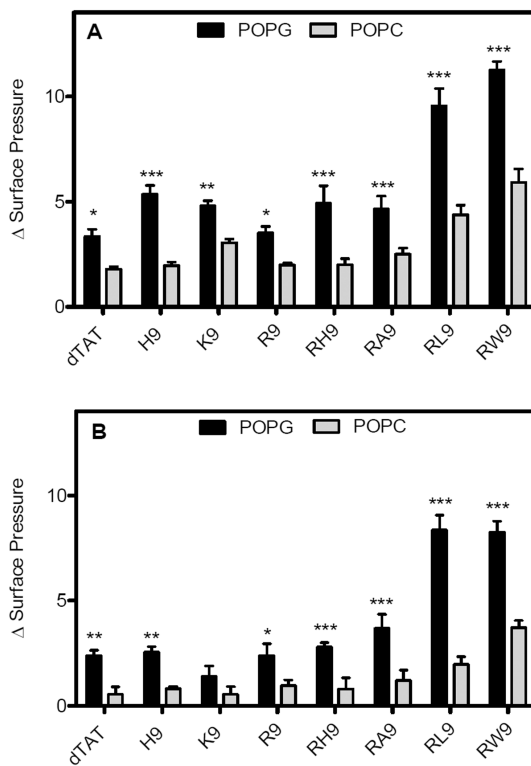 A
POPG POPC
Δ Surface Pressure
10
5
0
* *** ** * *** *** *** ***
dTAT H9 K9 R9 RH9 RA9 RL9 RW9
B
POPG POPC
Δ Surface Pressure
10
5
0
** ** * *** *** *** ***
dTAT H9 K9 R9 RH9 RA9 RL9 RW9